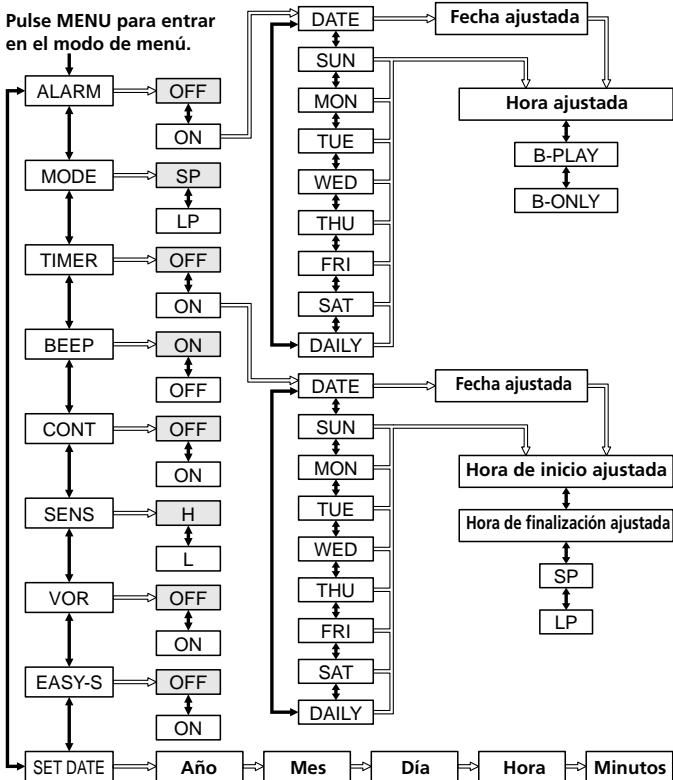 Pulse MENU para entrar
en el modo de menú.
ALARM
OFF
ON
MODE
SP
LP
TIMER
OFF
ON
BEEP
ON
OFF
CONT
OFF
ON
SENS
H
L
VOR
OFF
ON
EASY-S
OFF
ON
SET DATE
Año
Mes
Día
Hora
Minutos
DATE
SUN
MON
TUE
WED
THU
FRI
SAT
DAILY
Fecha ajustada
Hora ajustada
B-PLAY
B-ONLY
DATE
SUN
MON
TUE
WED
THU
FRI
SAT
DAILY
Fecha ajustada
Hora de inicio ajustada
Hora de finalización ajustada
SP
LP